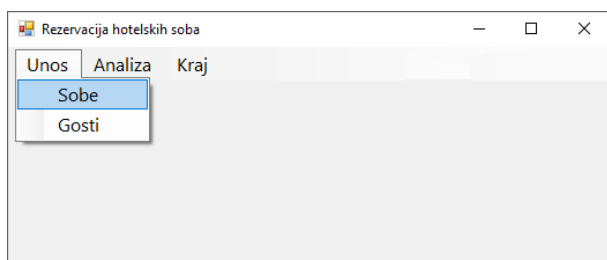 Rezervacija hotelskih soba
Unos Analiza Kraj
Sobe
Gosti